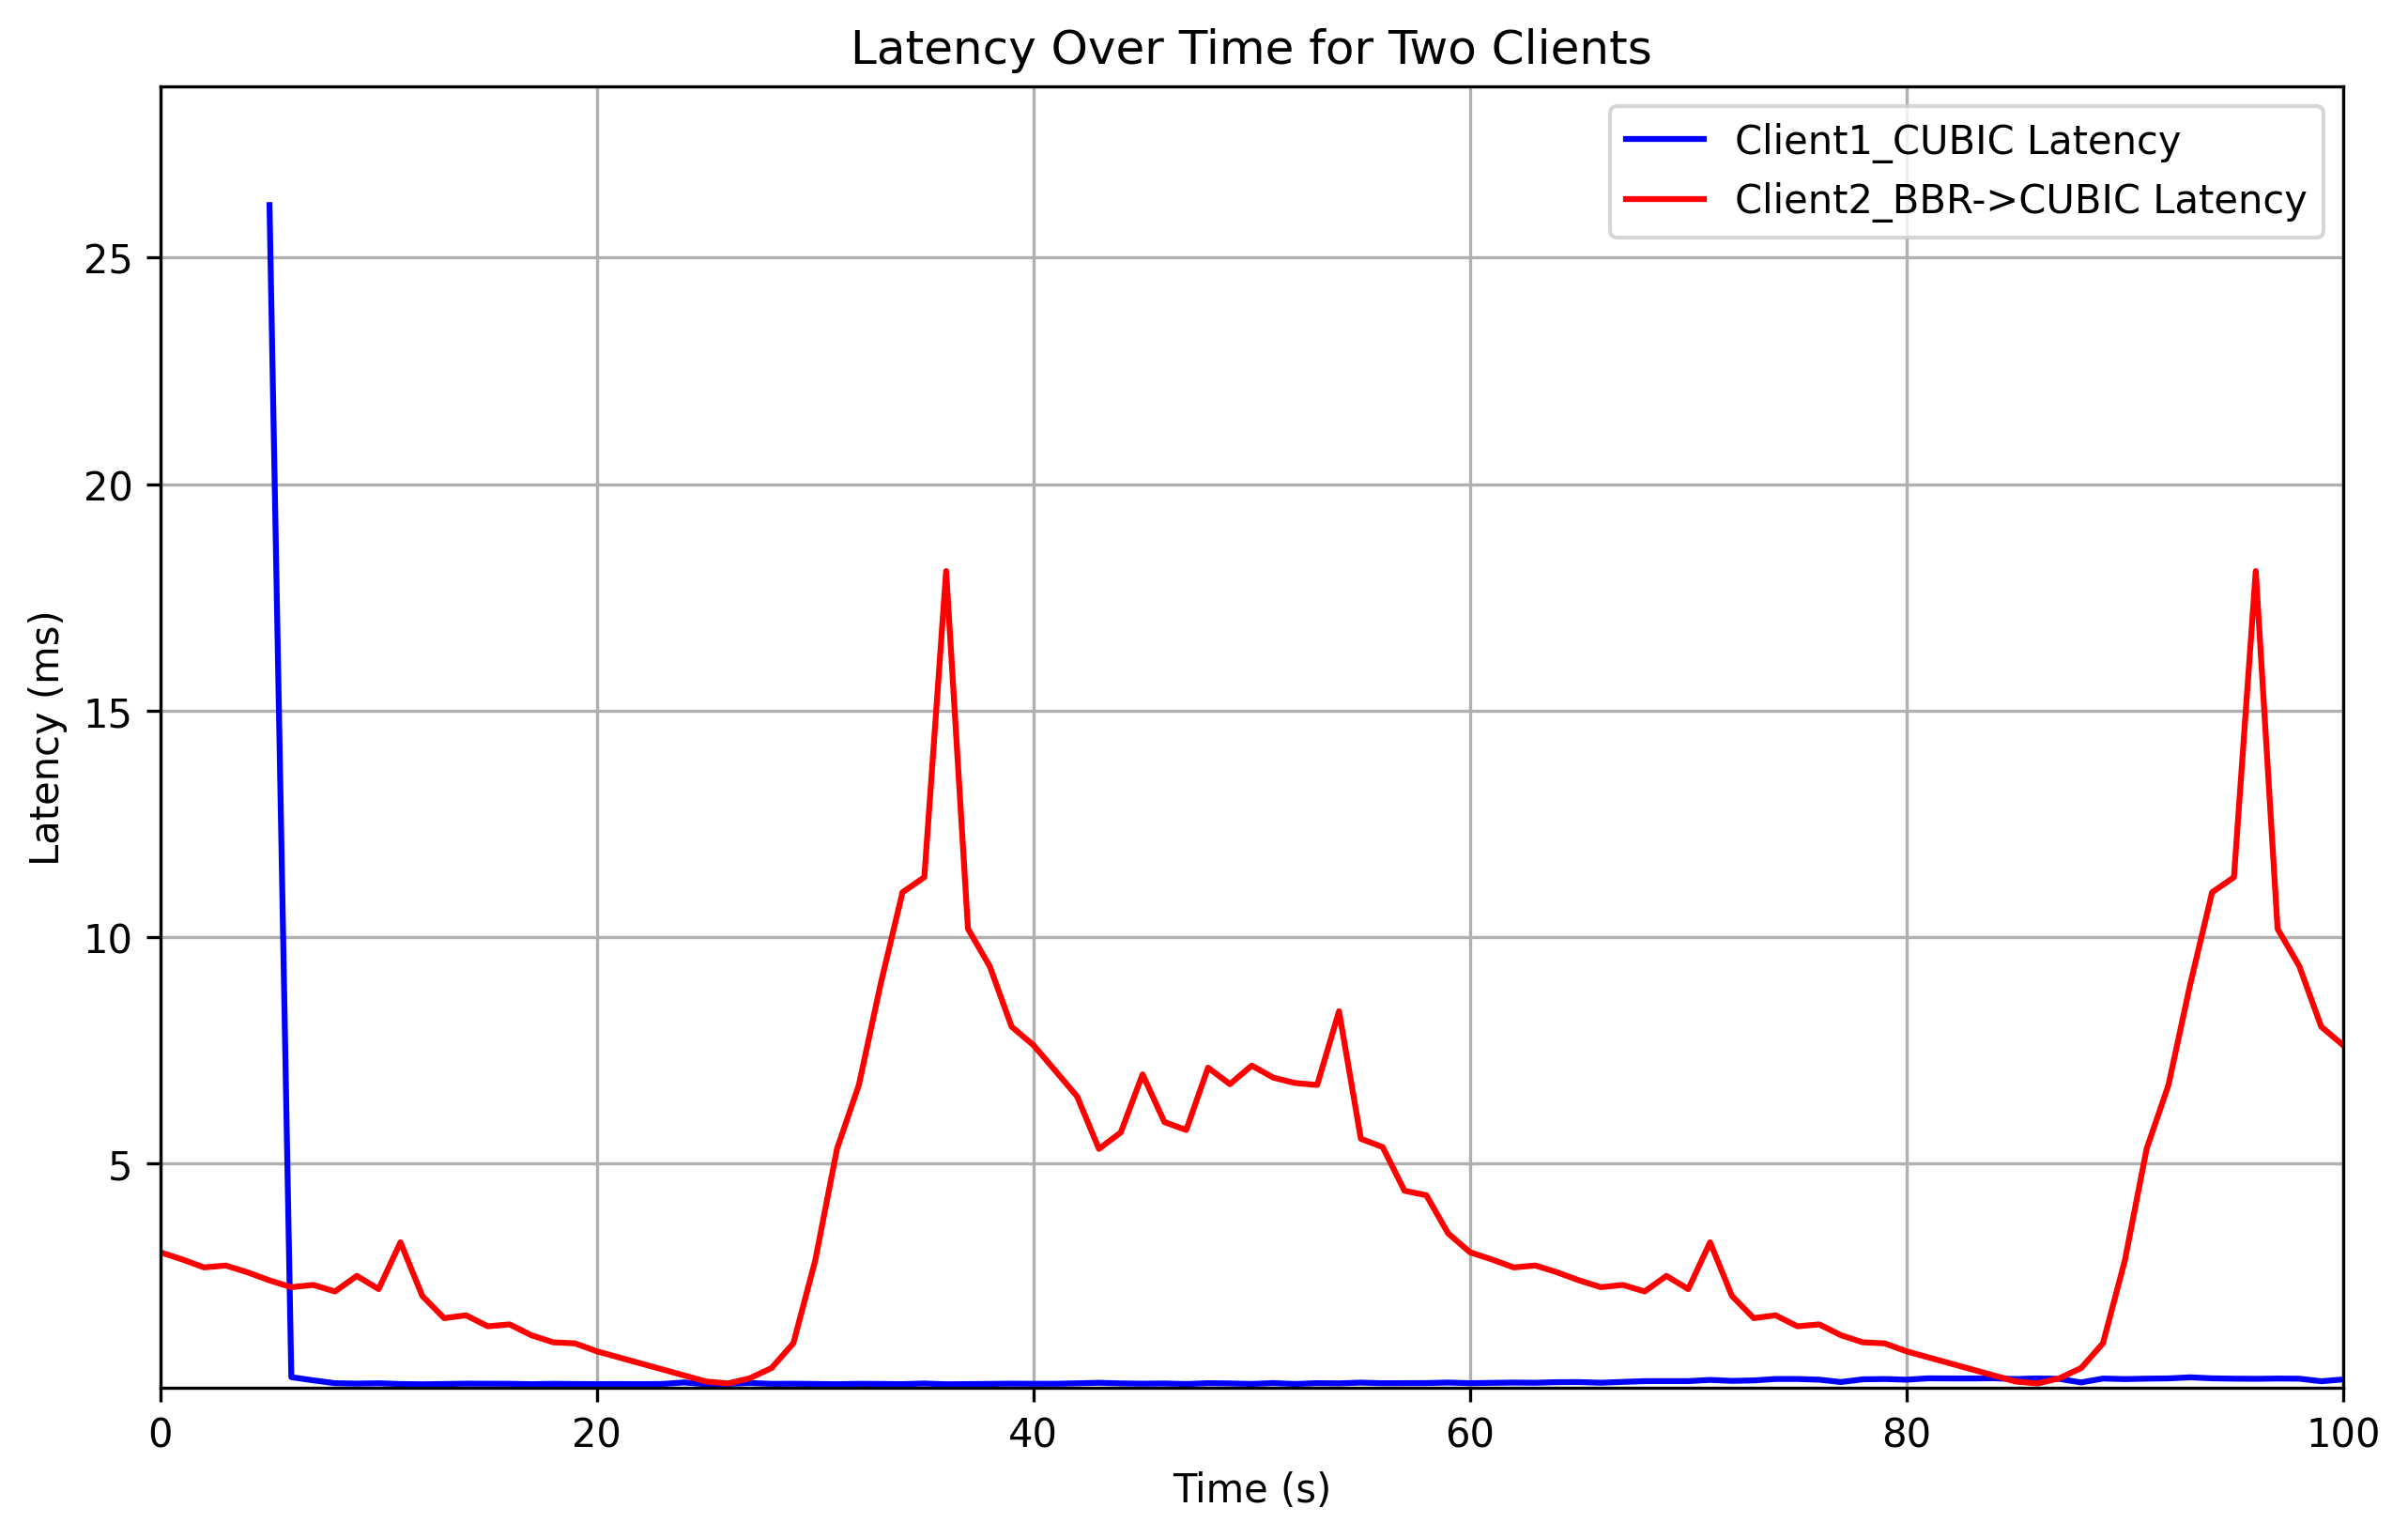 Latency Over Time for Two Clients
Client1_CUBIC Latency
Client2_BBR->CUBIC Latency
Latency (ms)
25
20
15
10
5
0 20 40 60 80 100
Time (s)